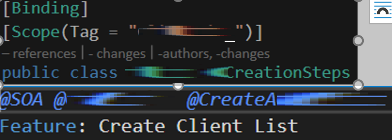 [Binding]
[Scope(Tag = "_")]
– references | - changes | -authors, -changes
public class CreationSteps
@SOA @ @CreateA
Feature: Create Client List